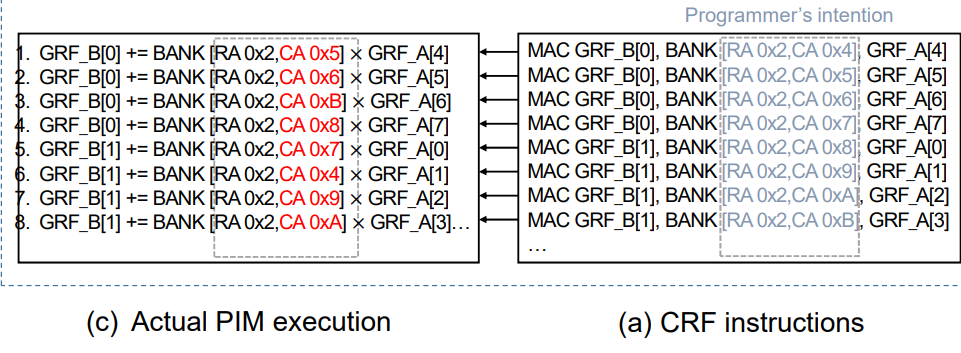 Programmer's intention
1. GRF_B[0] += BANK [RA 0x2,CA 0x5] × GRF_A[4]
2. GRF_B[0] += BANK [RA 0x2,CA 0x6] × GRF_A[5]
3. GRF_B[0] += BANK [RA 0x2,CA 0xB] × GRF_A[6]
4. GRF_B[0] += BANK [RA 0x2,CA 0x8] × GRF_A[7]
5. GRF_B[1] += BANK [RA 0x2,CA 0x7] × GRF_A[0]
6. GRF_B[1] += BANK [RA 0x2,CA 0x4] × GRF_A[1]
7. GRF_B[1] += BANK [RA 0x2,CA 0x9] × GRF_A[2]
8. GRF_B[1] += BANK [RA 0x2,CA 0xA] × GRF_A[3]...
MAC GRF_B[0], BANK [RA 0x2,CA 0x4], GRF_A[4]
MAC GRF_B[0], BANK [RA 0x2,CA 0x5], GRF_A[5]
MAC GRF_B[0], BANK [RA 0x2,CA 0x6], GRF_A[6]
MAC GRF_B[0], BANK [RA 0x2,CA 0x7], GRF_A[7]
MAC GRF_B[1], BANK [RA 0x2,CA 0x8], GRF_A[0]
MAC GRF_B[1], BANK [RA 0x2,CA 0x9], GRF_A[1]
MAC GRF_B[1], BANK [RA 0x2,CA 0xA], GRF_A[2]
MAC GRF_B[1], BANK [RA 0x2,CA 0xB], GRF_A[3]
...
(c) Actual PIM execution
(a) CRF instructions